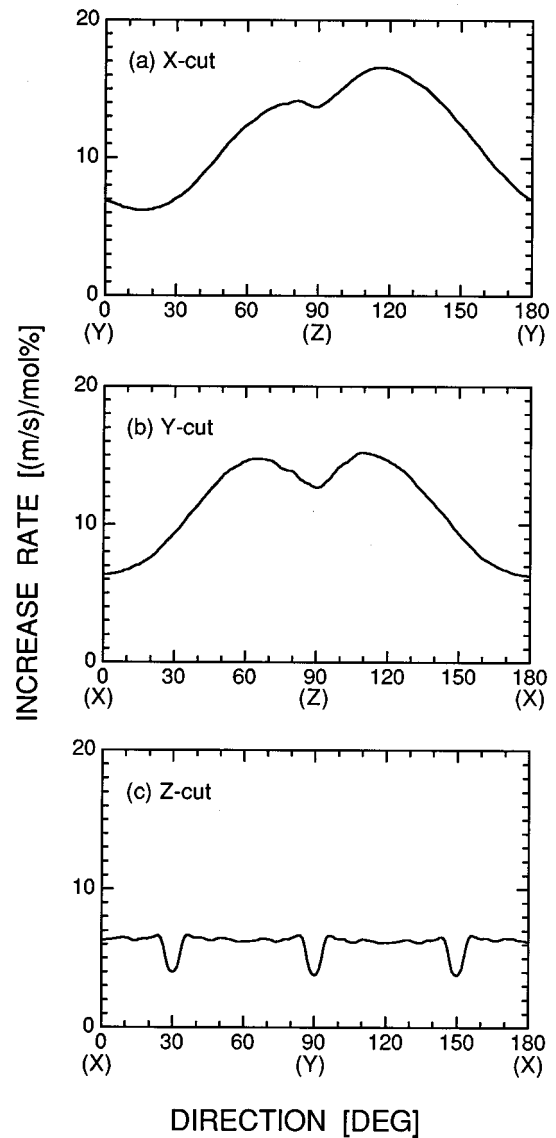 INCREASE RATE [(m/s)/mol%]
(a) X-cut
20
10
0
0 30 60 90 120 150 180
(Y) (Z) (Y)
(b) Y-cut
20
10
0
0 30 60 90 120 150 180
(X) (Z) (X)
(c) Z-cut
20
10
0
0 30 60 90 120 150 180
(X) (Y) (X)
DIRECTION [DEG]